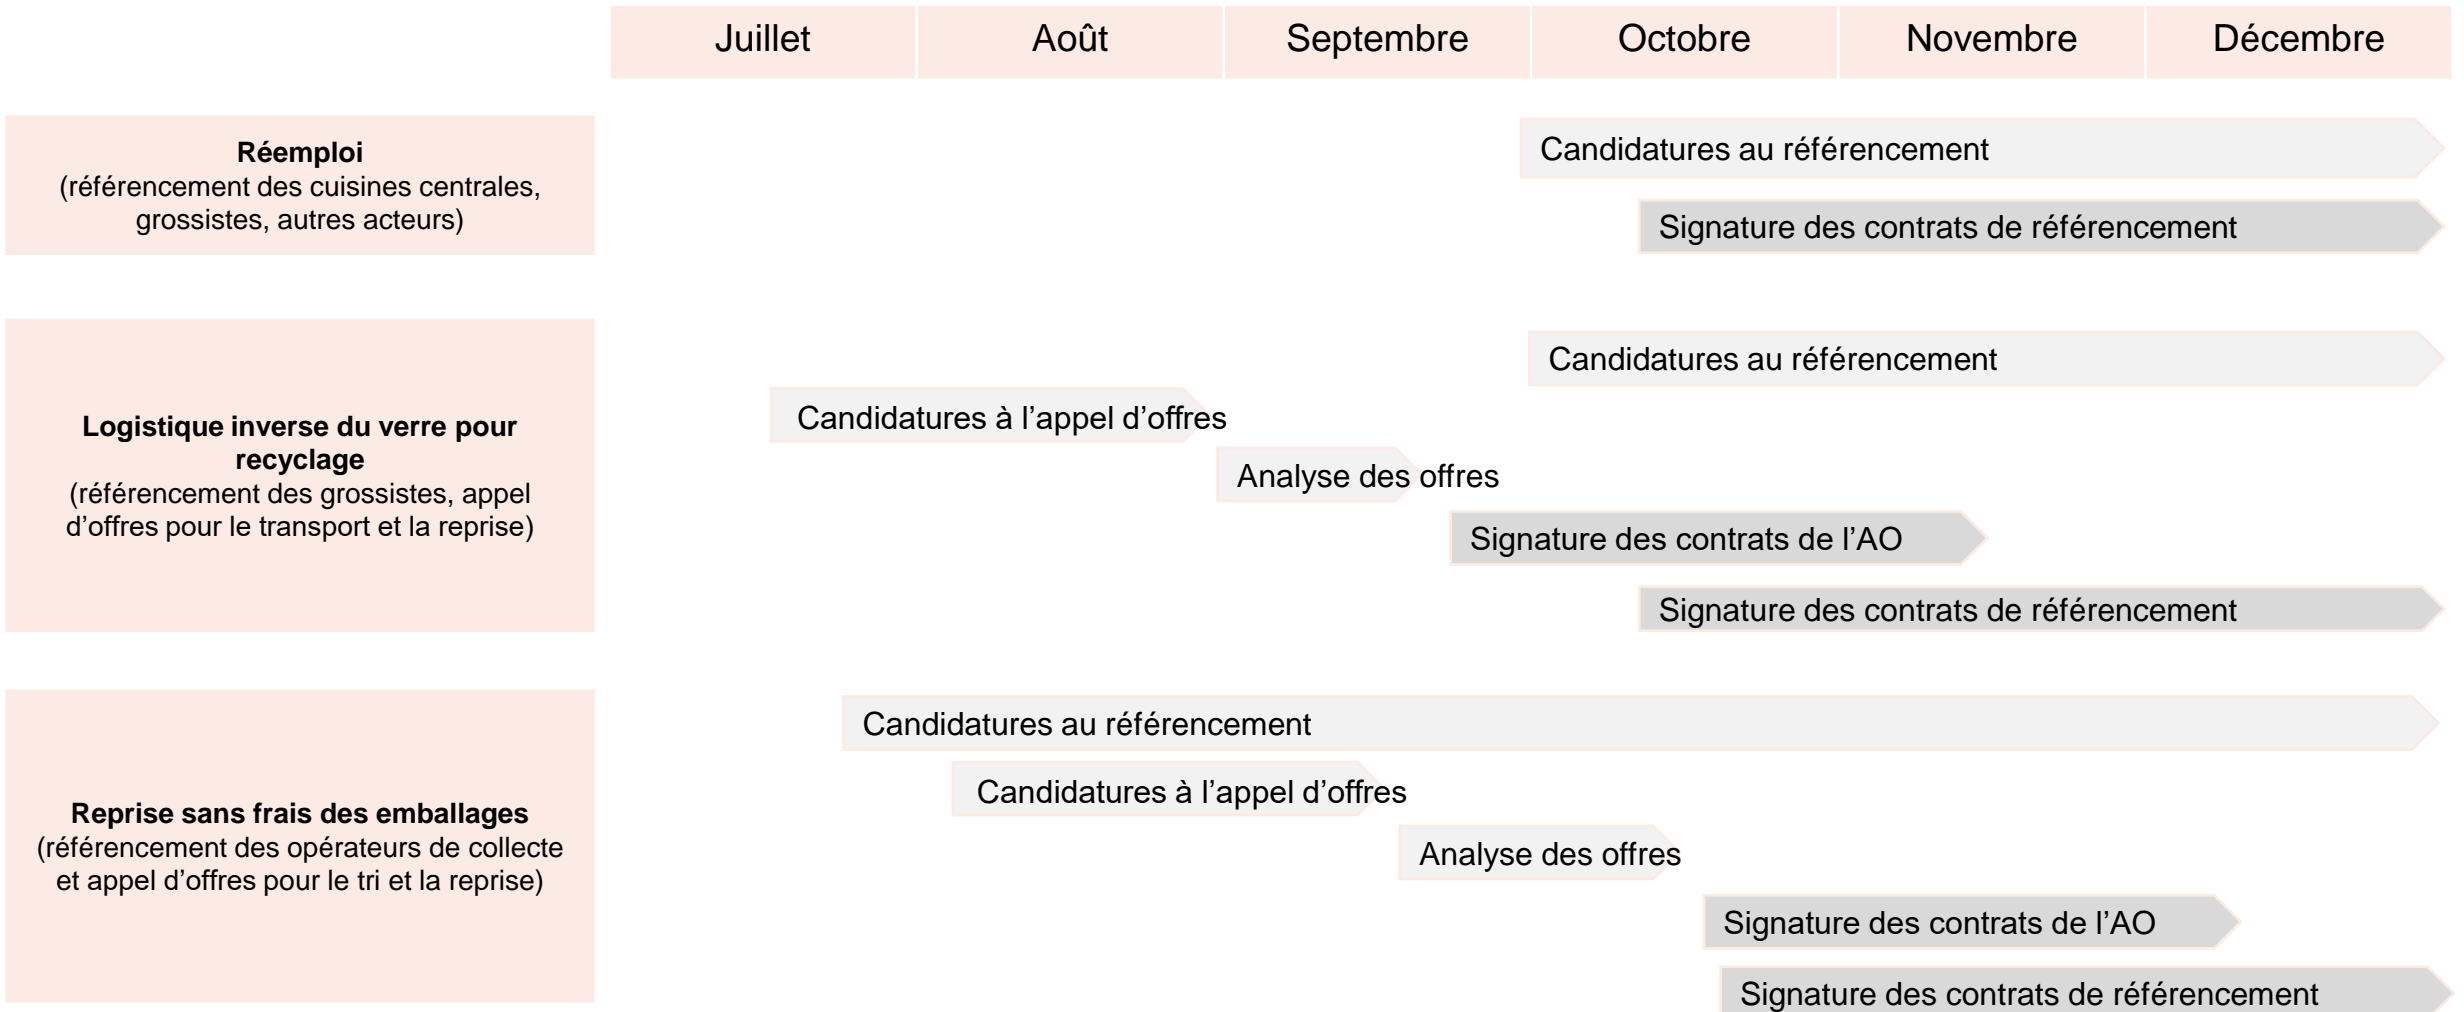 Juillet
Août
Septembre
Octobre
Novembre
Décembre
Réemploi
(référencement des cuisines centrales,
grossistes, autres acteurs)
Candidatures au référencement
Signature des contrats de référencement
Logistique inverse du verre pour
recyclage
(référencement des grossistes, appel
d’offres pour le transport et la reprise)
Candidatures au référencement
Candidatures à l’appel d’offres
Analyse des offres
Signature des contrats de l’AO
Signature des contrats de référencement
Reprise sans frais des emballages
(référencement des opérateurs de collecte
et appel d’offres pour le tri et la reprise)
Candidatures au référencement
Candidatures à l’appel d’offres
Analyse des offres
Signature des contrats de l’AO
Signature des contrats de référencement